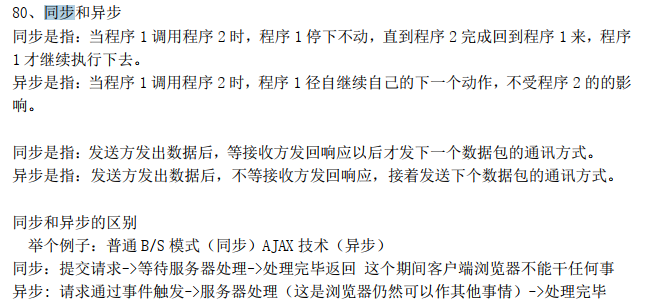 80、同步和异步
同步是指：当程序 1 调用程序 2 时，程序 1 停下不动，直到程序 2 完成回到程序 1 来，程序
1 才继续执行下去。
异步是指：当程序 1 调用程序 2 时，程序 1 径自继续自己的下一个动作，不受程序 2 的的影
响。
同步是指：发送方发出数据后，等接收方发回响应以后才发下一个数据包的通讯方式。
异步是指：发送方发出数据后，不等接收方发回响应，接着发送下个数据包的通讯方式。
同步和异步的区别
举个例子：普通 B/S 模式（同步）AJAX 技术（异步）
同步：提交请求->等待服务器处理->处理完毕返回 这个期间客户端浏览器不能干任何事
异步: 请求通过事件触发->服务器处理（这是浏览器仍然可以作其他事情）->处理完毕